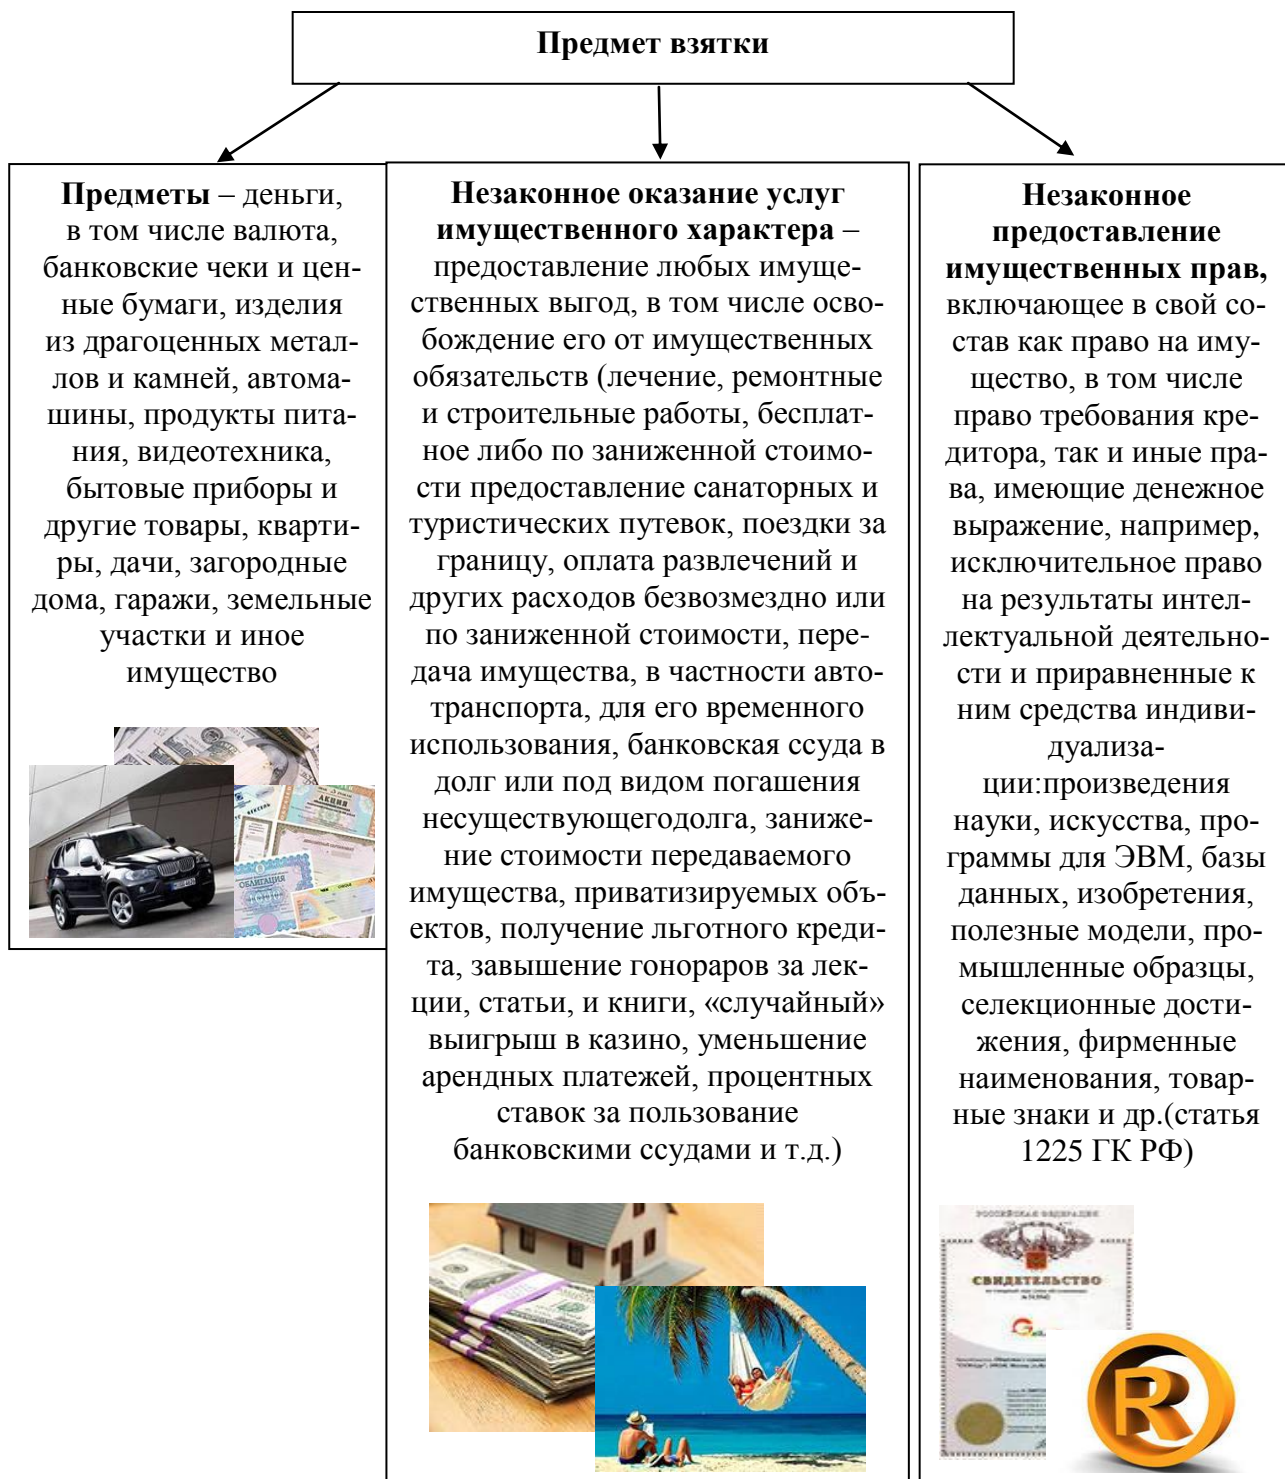 Предмет взятки
Предметы – деньги,
в том числе валюта,
банковские чеки и цен-
ные бумаги, изделия
из драгоценных метал-
лов и камней, автома-
шины, продукты пита-
ния, видеотехника,
бытовые приборы и
другие товары, кварти-
ры, дачи, загородные
дома, гаражи, земельные
участки и иное
имущество
АКЦИЯ
ОБЛИГАЦИЯ
Незаконное оказание услуг
имущественного характера –
предоставление любых имуще-
ственных выгод, в том числе осво-
бождение его от имущественных
обязательств (лечение, ремонтные
и строительные работы, бесплат-
ное либо по заниженной стоимо-
сти предоставление санаторных и
туристических путевок, поездки за
границу, оплата развлечений и
других расходов безвозмездно или
по заниженной стоимости, пере-
дача имущества, в частности авто-
транспорта, для его временного
использования, банковская ссуда в
долг или под видом погашения
несуществующегодолга, заниже-
ние стоимости передаваемого
имущества, приватизируемых объ-
ектов, получение льготного креди-
та, завышение гонораров за лек-
ции, статьи, и книги, «случайный»
выигрыш в казино, уменьшение
арендных платежей, процентных
ставок за пользование
банковскими ссудами и т.д.)
Незаконное
предоставление
имущественных прав,
включающее в свой со-
став как право на иму-
щество, в том числе
право требования кре-
дитора, так и иные пра-
ва, имеющие денежное
выражение, например,
исключительное право
на результаты интел-
лектуальной деятельно-
сти и приравненные к
ним средства индиви-
дуализа-
ции:произведения
науки, искусства, про-
граммы для ЭВМ, базы
данных, изобретения,
полезные модели, про-
мышленные образцы,
селекционные дости-
жения, фирменные
наименования, товар-
ные знаки и др.(статья
1225 ГК РФ)
РОССИЙСКАЯ ФЕДЕРАЦИЯ
СВИДЕТЕЛЬСТВО
R